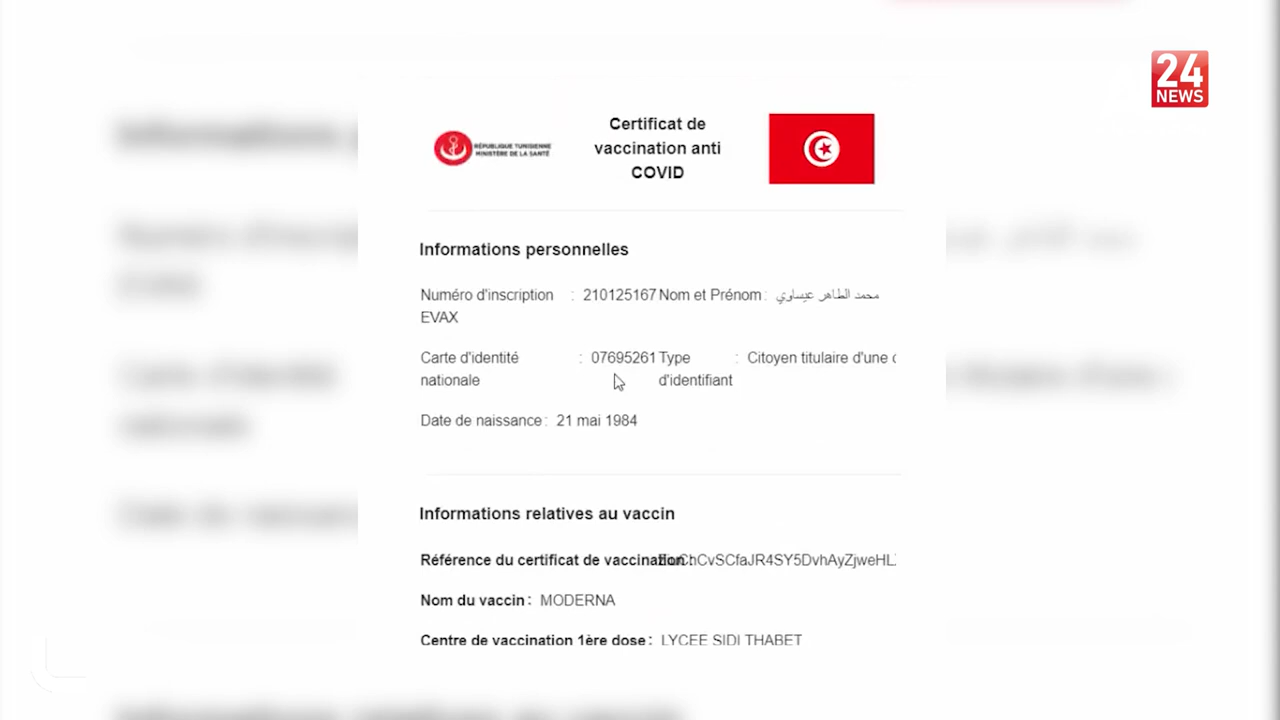 24
NEWS
RÉPUBLIQUE TUNISIENNE
MINISTÈRE DE LA SANTÉ
Certificat de
vaccination anti
COVID
Informations personnelles
Numéro d'inscription : 210125167 Nom et Prénom : محمد الطاهر عيساوي
EVAX
Carte d'identité : 07695261 Type : Citoyen titulaire d'une c
nationale d'identifiant
Date de naissance : 21 mai 1984
Informations relatives au vaccin
Référence du certificat de vaccination : ChCvSCfaJR4SY5DvhAyZjweHL
Nom du vaccin : MODERNA
Centre de vaccination 1ère dose : LYCEE SIDI THABET